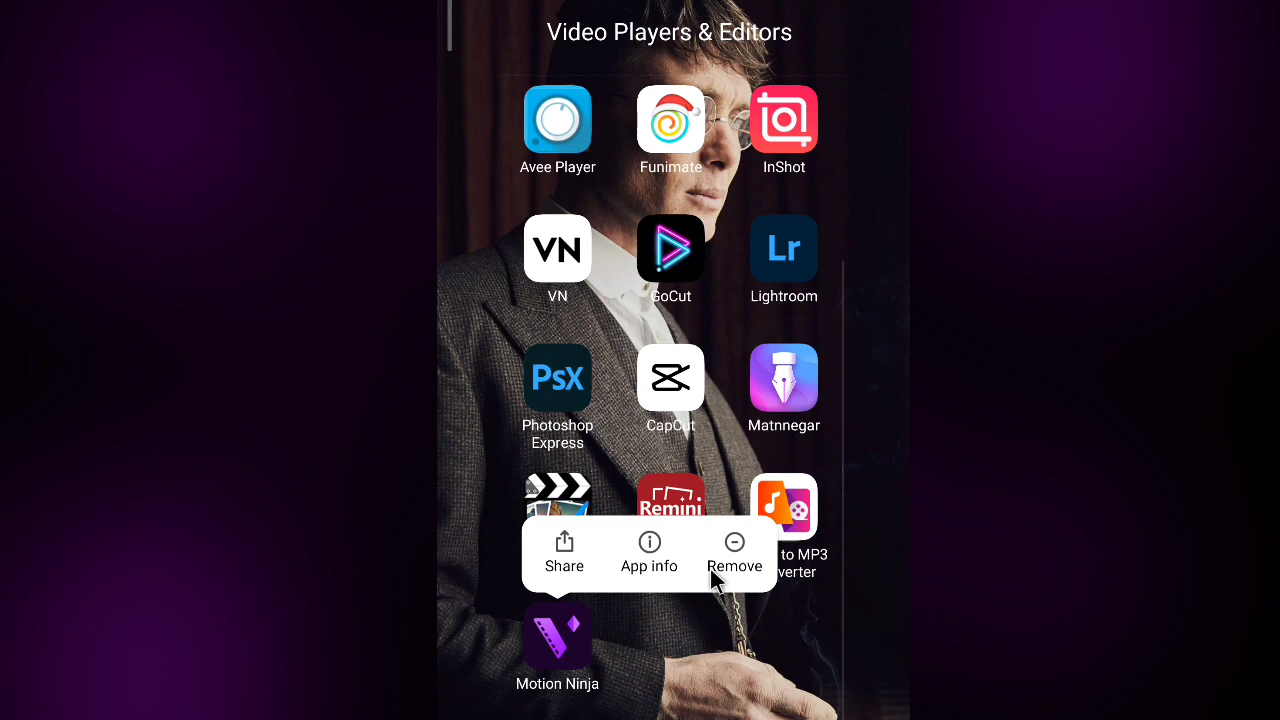 Video Players & Editors
Avee Player
Funimate
InShot
VN
VN
GoCut
Lr
Lightroom
PsX
Photoshop
Express
CapCut
Matnnegar
Remini
to MP3
verter
Share
App info
Remove
Motion Ninja